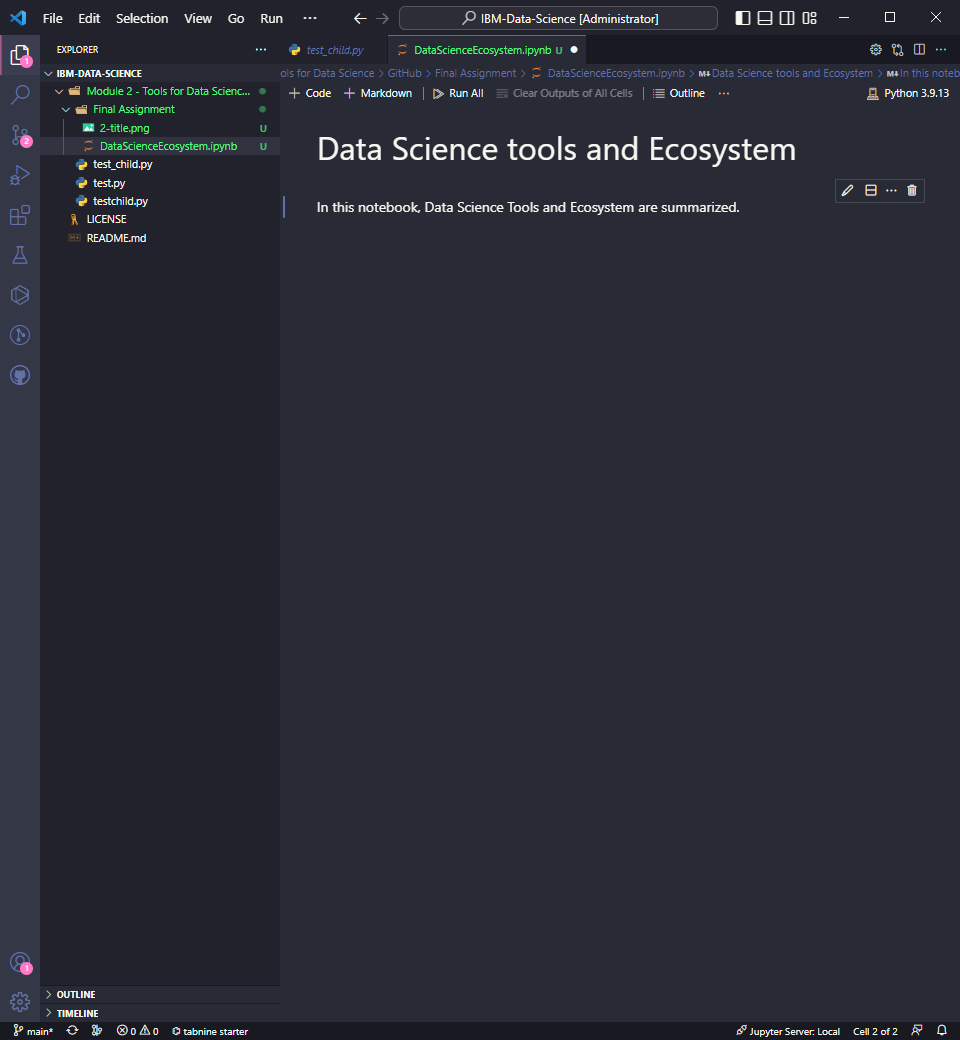 File Edit Selection View Go Run ··· IBM-Data-Science [Administrator]
EXPLORER ··· test_child.py DataScienceEcosystem.ipynb U
IBM-DATA-SCIENCE
Module 2 - Tools for Data Scienc...
Final Assignment
2-title.png U
DataScienceEcosystem.ipynb U
test_child.py
test.py
testchild.py
LICENSE
README.md
OUTLINE
TIMELINE
ols for Data Science > GitHub > Final Assignment > DataScienceEcosystem.ipynb > M↓Data Science tools and Ecosystem > M↓In this noteb
+ Code + Markdown | Run All Clear Outputs of All Cells | Outline ··· Python 3.9.13
Data Science tools and Ecosystem
In this notebook, Data Science Tools and Ecosystem are summarized.
1
2
1
main* 0 0 tabnine starter Jupyter Server: Local Cell 2 of 2